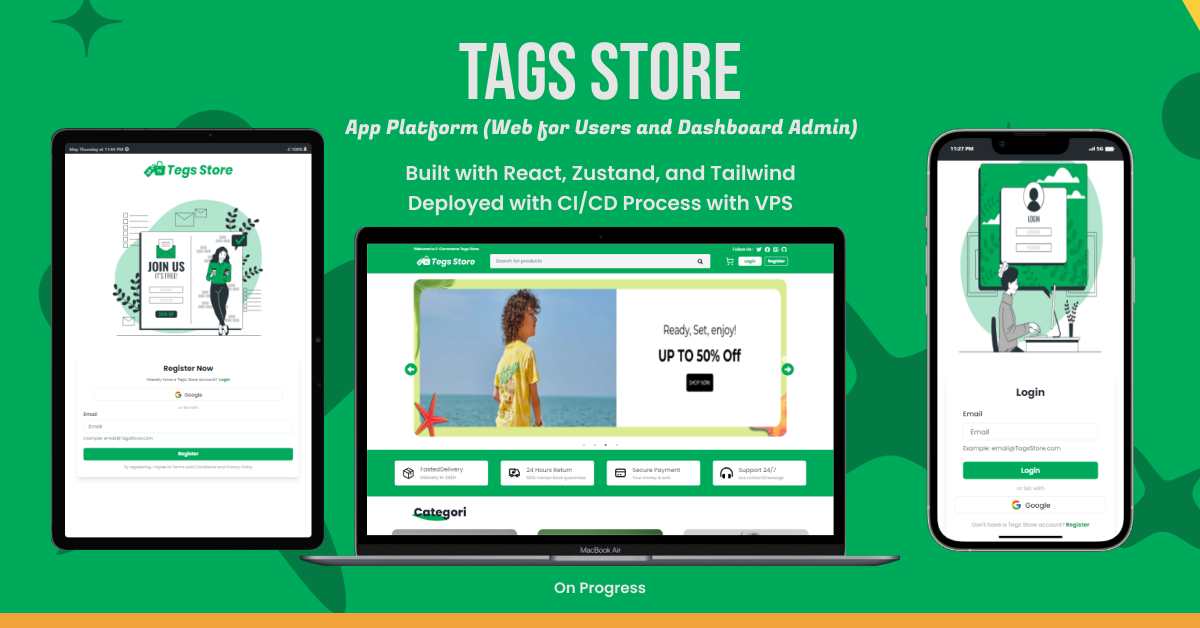 TAGS STORE
App Platform (Web for Users and Dashboard Admin)
Built with React, Zustand, and Tailwind
Deployed with CI/CD Process with VPS
May Thursday at 11:49 PM
100%
Tegs Store
JOIN US
IT'S FREE!
SIGN UP
Register Now
Already have a Tegs Store account? Login
Google
or list with
Email
Email
Example: email@TagsStore.com
Register
By registering, I agree to Terms and Conditions and Privacy Policy
Welcome to E-Commerce Tegs Store
Follow Us :
Tegs Store
Search for products
Login
Register
Ready, Set, enjoy!
UP TO 50% Off
SHOP NOW
FastedDelivery
Delivery in 24/H
24 Hours Return
100% money-back guarantee
Secure Payment
Your money is safe
Support 24/7
live contact/message
Categori
MacBook Air
11:27 PM
5G
LOGIN
Login
Email
Email
Example: email@TagsStore.com
Login
or list with
Google
Don't have a Tegs Store account? Register
On Progress